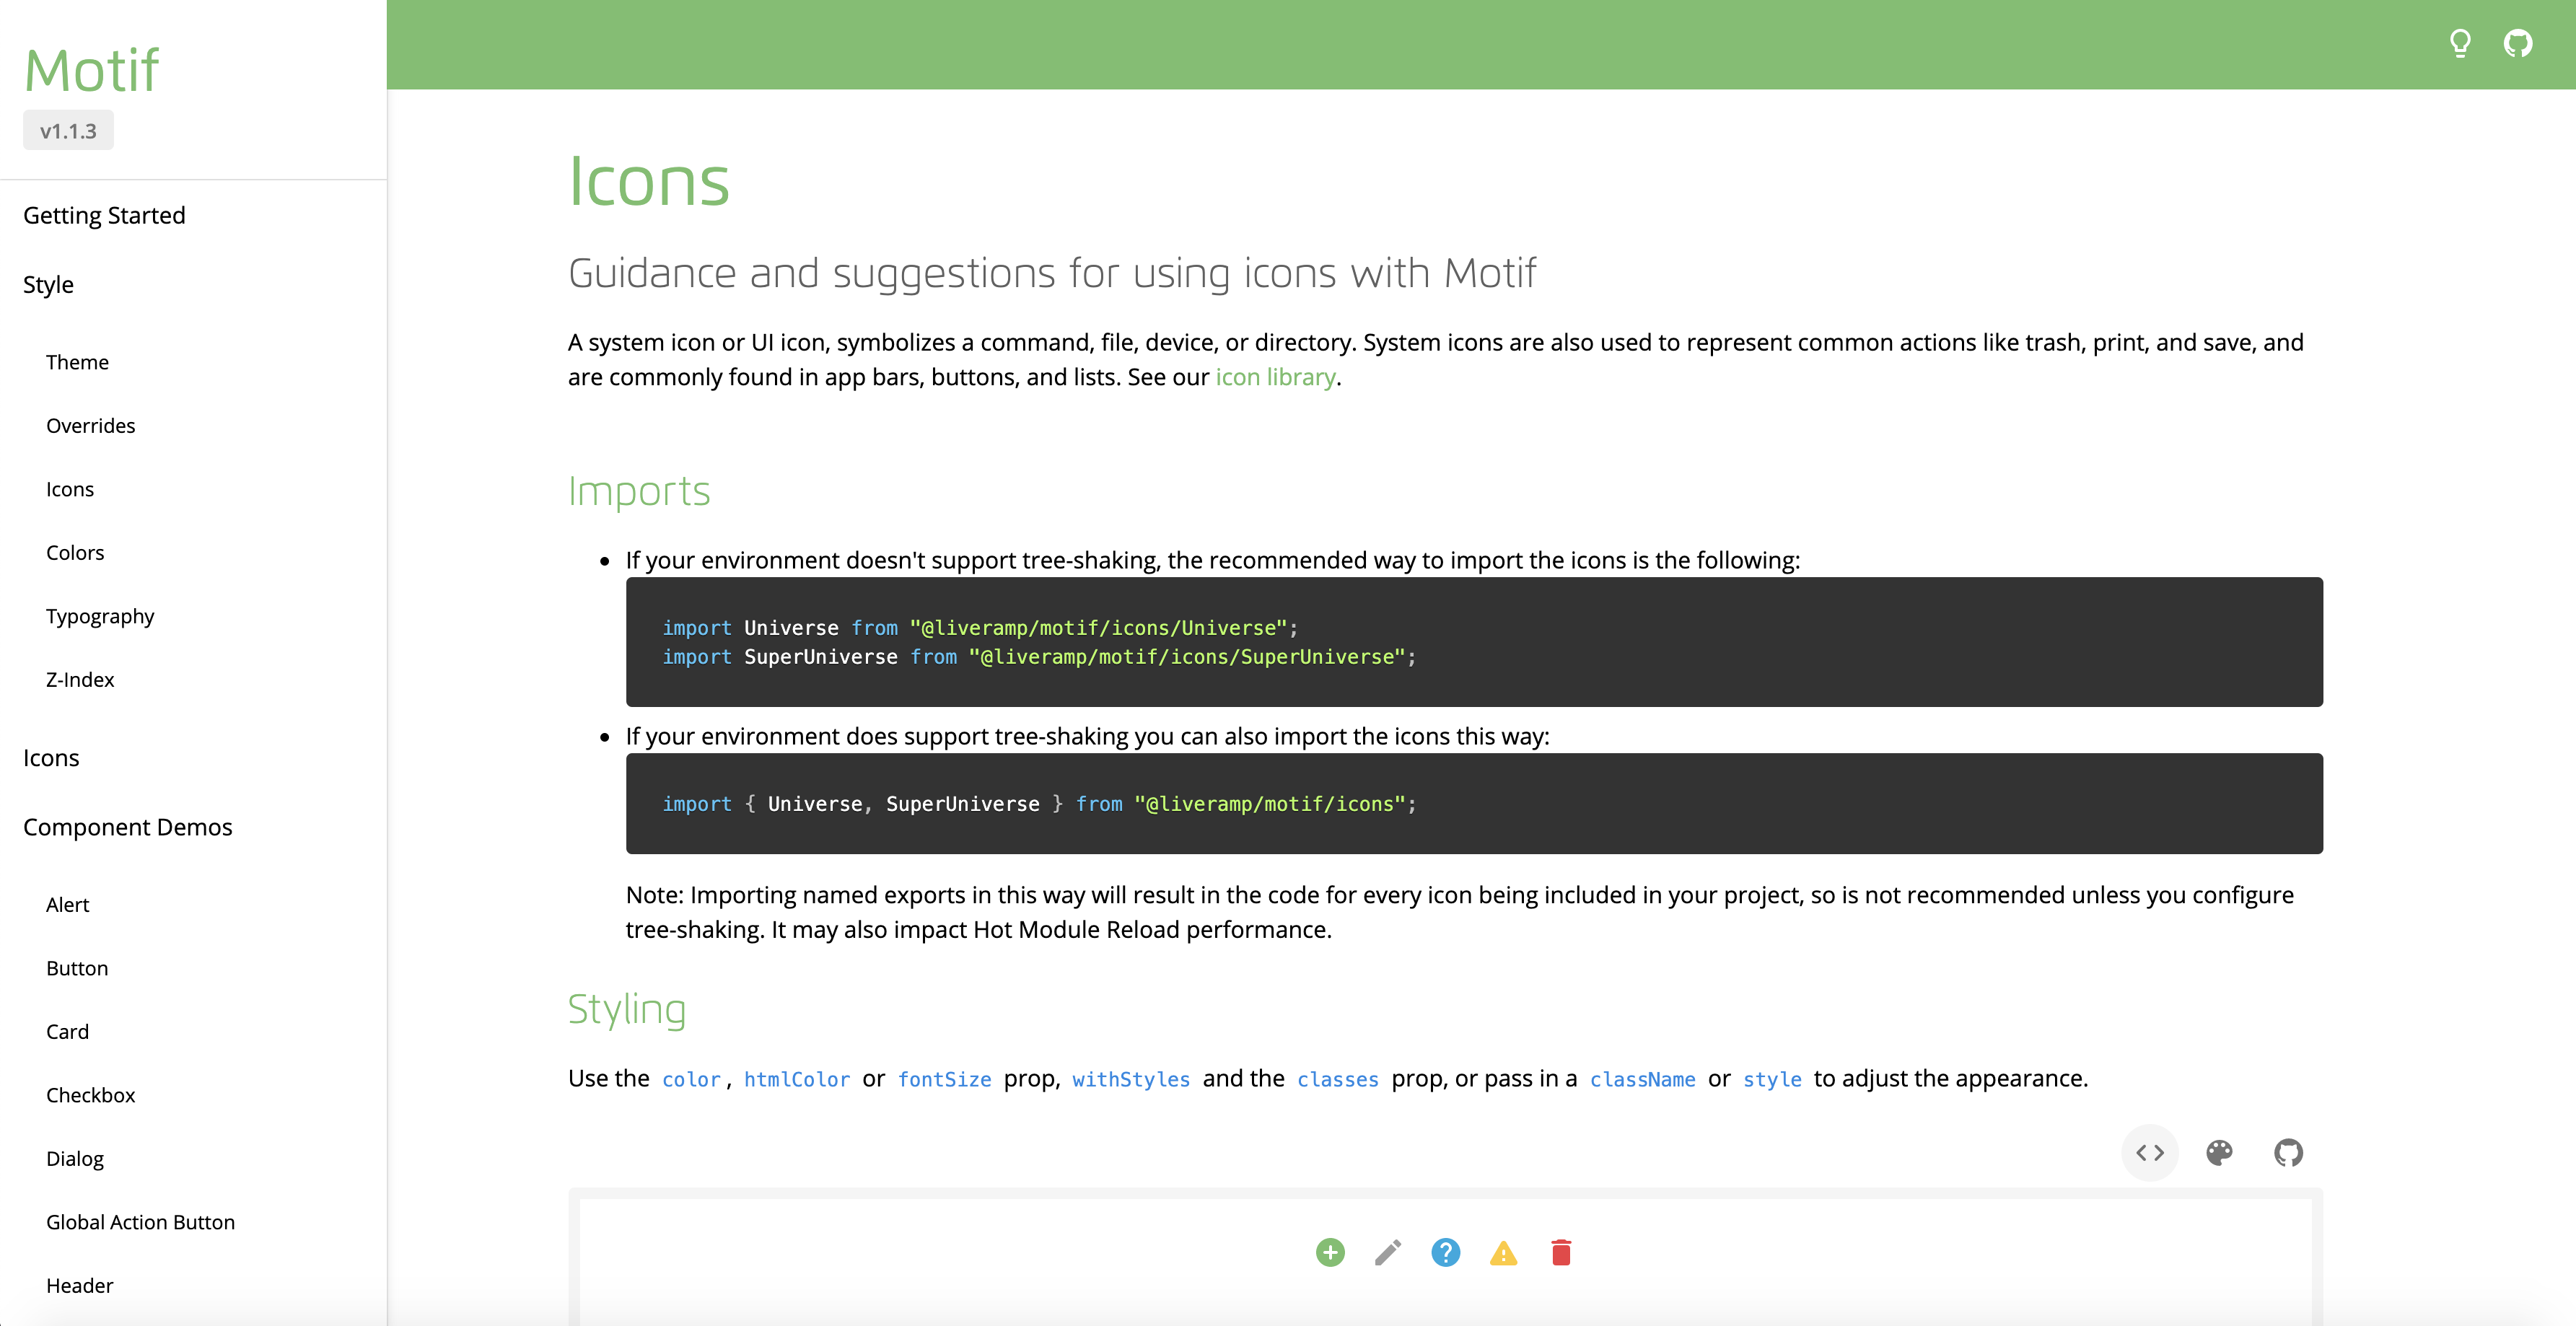 Motif
v1.1.3
Getting Started
Style
Theme
Overrides
Icons
Colors
Typography
Z-Index
Icons
Component Demos
Alert
Button
Card
Checkbox
Dialog
Global Action Button
Header
Icons
Guidance and suggestions for using icons with Motif
A system icon or UI icon, symbolizes a command, file, device, or directory. System icons are also used to represent common actions like trash, print, and save, and
are commonly found in app bars, buttons, and lists. See our icon library.
Imports
If your environment doesn't support tree-shaking, the recommended way to import the icons is the following:
import Universe from "@liveramp/motif/icons/Universe";
import SuperUniverse from "@liveramp/motif/icons/SuperUniverse";
If your environment does support tree-shaking you can also import the icons this way:
import { Universe, SuperUniverse } from "@liveramp/motif/icons";
Note: Importing named exports in this way will result in the code for every icon being included in your project, so is not recommended unless you configure
tree-shaking. It may also impact Hot Module Reload performance.
Styling
Use the color, htmlColor or fontSize prop, withStyles and the classes prop, or pass in a className or style to adjust the appearance.